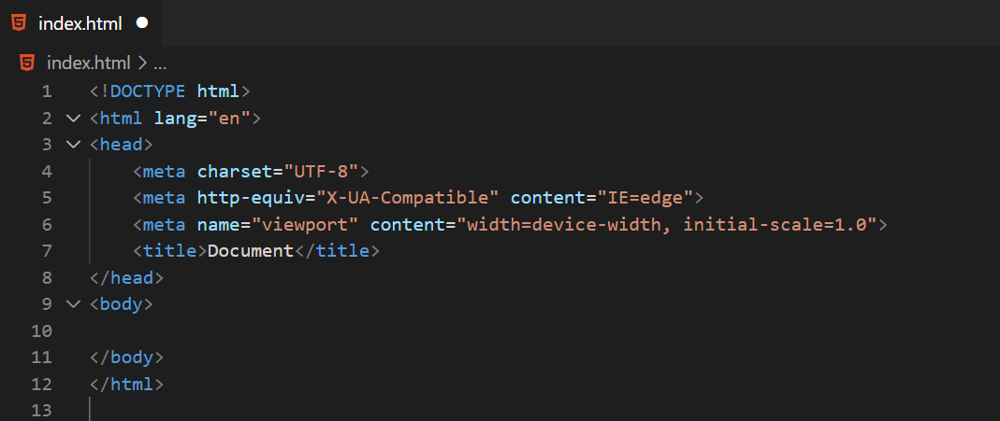 index.html
index.html > ...
1 <!DOCTYPE html>
2 <html lang="en">
3 <head>
4     <meta charset="UTF-8">
5     <meta http-equiv="X-UA-Compatible" content="IE=edge">
6     <meta name="viewport" content="width=device-width, initial-scale=1.0">
7     <title>Document</title>
8 </head>
9 <body>
10
11 </body>
12 </html>
13